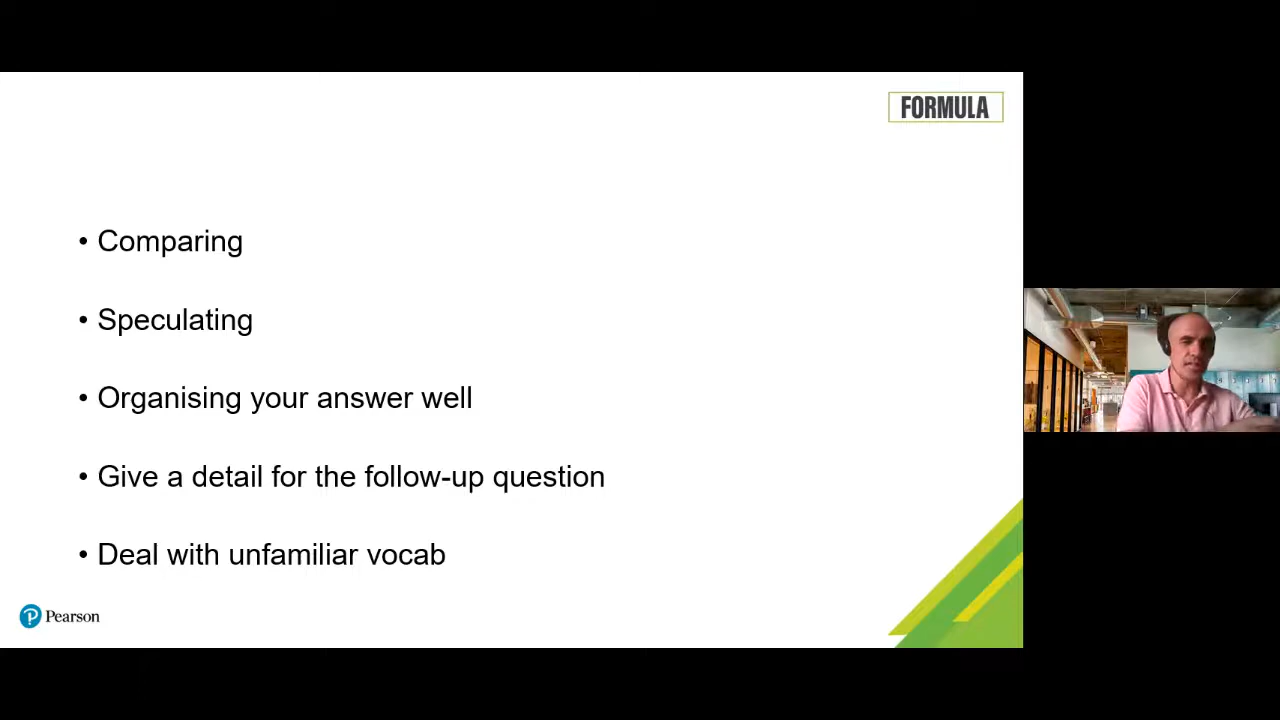 FORMULA
• Comparing
• Speculating
• Organising your answer well
• Give a detail for the follow-up question
• Deal with unfamiliar vocab
Pearson